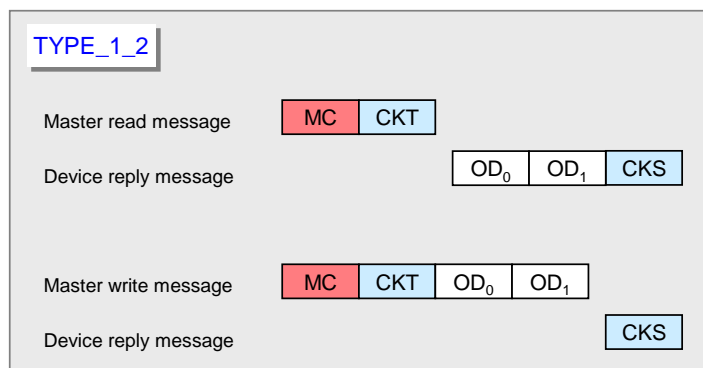 TYPE_1_2
Master read message MC CKT
Device reply message OD₀ OD₁ CKS
Master write message MC CKT OD₀ OD₁
Device reply message CKS